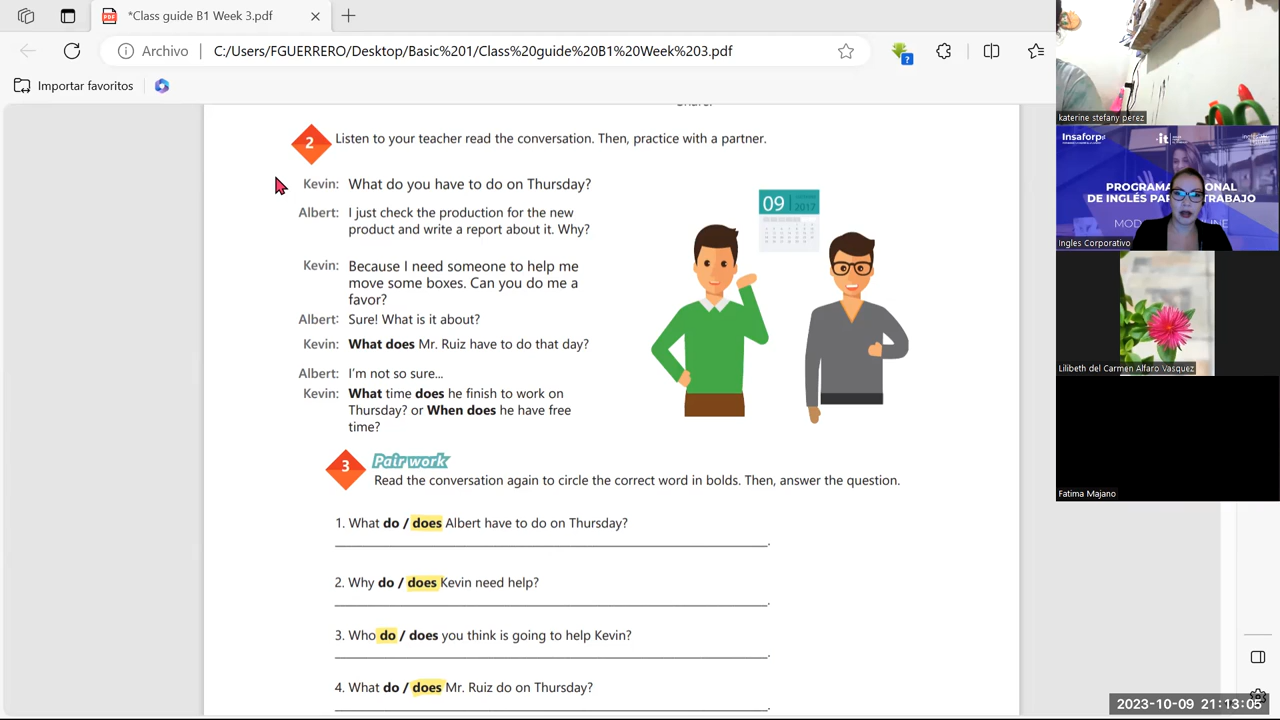 *Class guide B1 Week 3.pdf
Archivo
C:/Users/FGUERRERO/Desktop/Basic%201/Class%20guide%20B1%20Week%203.pdf
Importar favoritos
2
Listen to your teacher read the conversation. Then, practice with a partner.
Kevin: What do you have to do on Thursday?
Albert: I just check the production for the new
product and write a report about it. Why?
Kevin: Because I need someone to help me
move some boxes. Can you do me a
favor?
Albert: Sure! What is it about?
Kevin: What does Mr. Ruiz have to do that day?
Albert: I'm not so sure...
Kevin: What time does he finish to work on
Thursday? or When does he have free
time?
09
2017
3
Pair work
Read the conversation again to circle the correct word in bolds. Then, answer the question.
1. What do / does Albert have to do on Thursday?
2. Why do / does Kevin need help?
3. Who do / does you think is going to help Kevin?
4. What do / does Mr. Ruiz do on Thursday?
katerine stefany perez
Insaforp
it
PROGRAMA
DE INGLÉS
Ingles Corporativo
Lilibeth del Carmen Alfaro Vasquez
Fatima Majano
2023-10-09 21:13:05